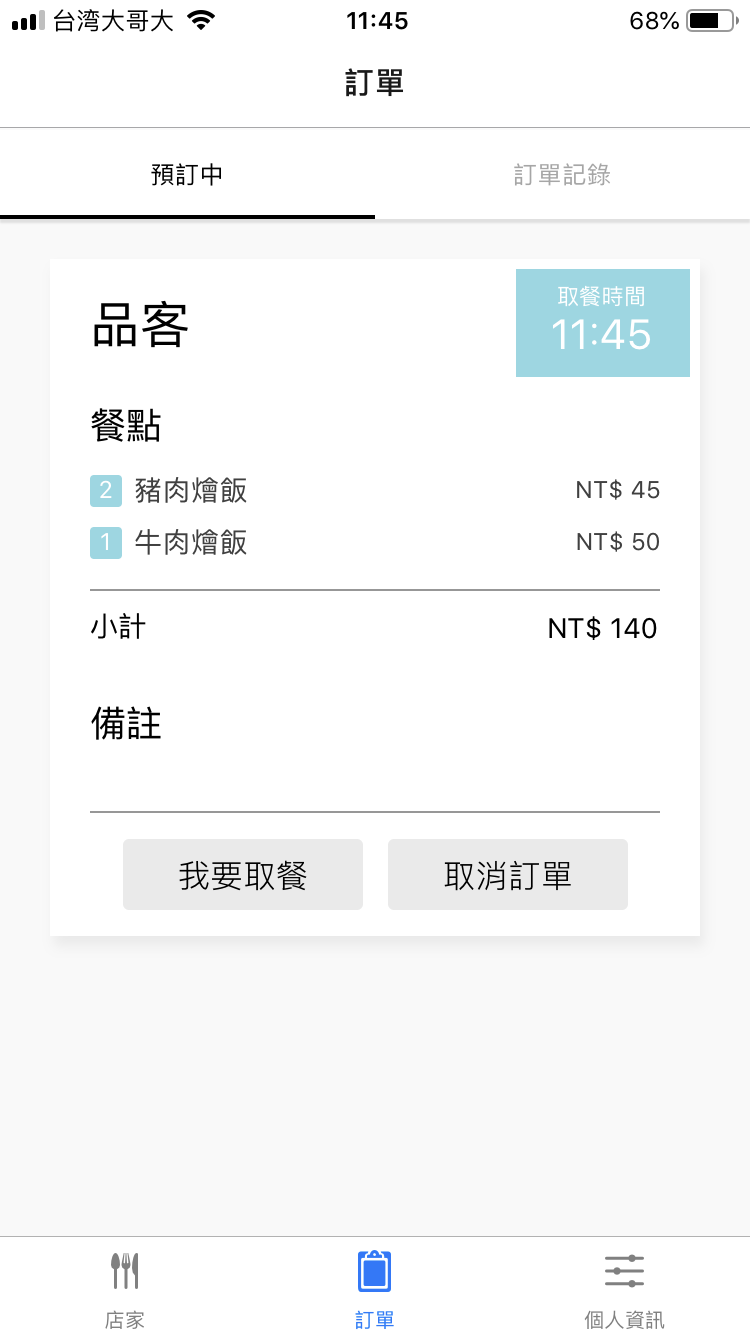 台湾大哥大 11:45 68%
訂單
預訂中 訂單記錄
品客
取餐時間
11:45
餐點
2 豬肉燴飯 NT$ 45
1 牛肉燴飯 NT$ 50
小計 NT$ 140
備註
我要取餐 取消訂單
店家 訂單 個人資訊